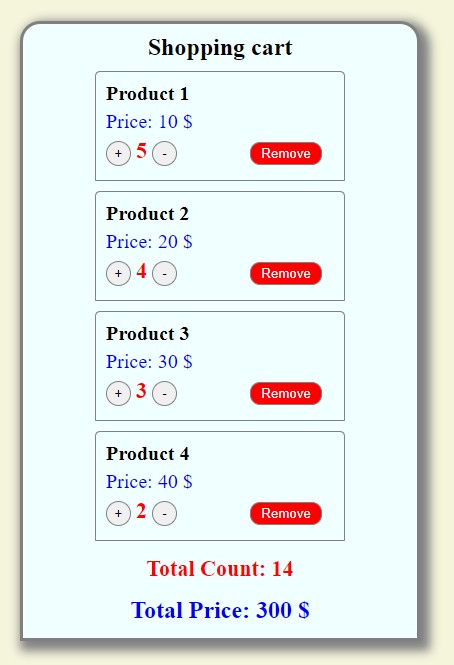 Shopping cart
Product 1
Price: 10 $
+ 5 - Remove
Product 2
Price: 20 $
+ 4 - Remove
Product 3
Price: 30 $
+ 3 - Remove
Product 4
Price: 40 $
+ 2 - Remove
Total Count: 14
Total Price: 300 $